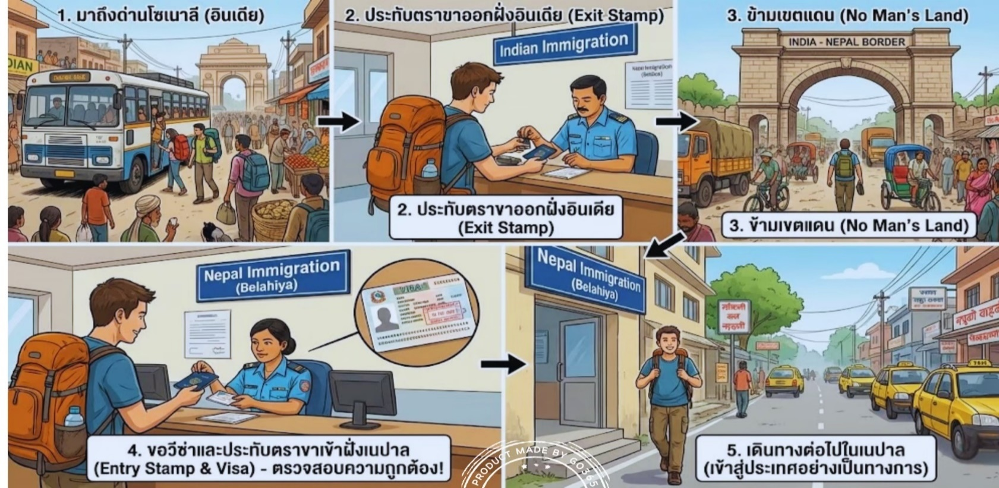 1. มาถึงด่านโซเนาลี (อินเดีย)
DIAN
2. ประทับตราขาออกฝั่งอินเดีย (Exit Stamp)
Indian Immigration
2. ประทับตราขาออกฝั่งอินเดีย
(Exit Stamp)
3. ข้ามเขตแดน (No Man's Land)
INDIA - NEPAL BORDER
3. ข้ามเขตแดน (No Man's Land)
Nepal Immigration
(Belahiya)
VISA
4. ขอวีซ่าและประทับตราขาเข้าฝั่งเนปาล
(Entry Stamp & Visa) - ตรวจสอบความถูกต้อง!
Nepal Immigration
(Belahiya)
5. เดินทางต่อไปในเนปาล
(เข้าสู่ประเทศอย่างเป็นทางการ)
PRODUCT MADE BY GO365